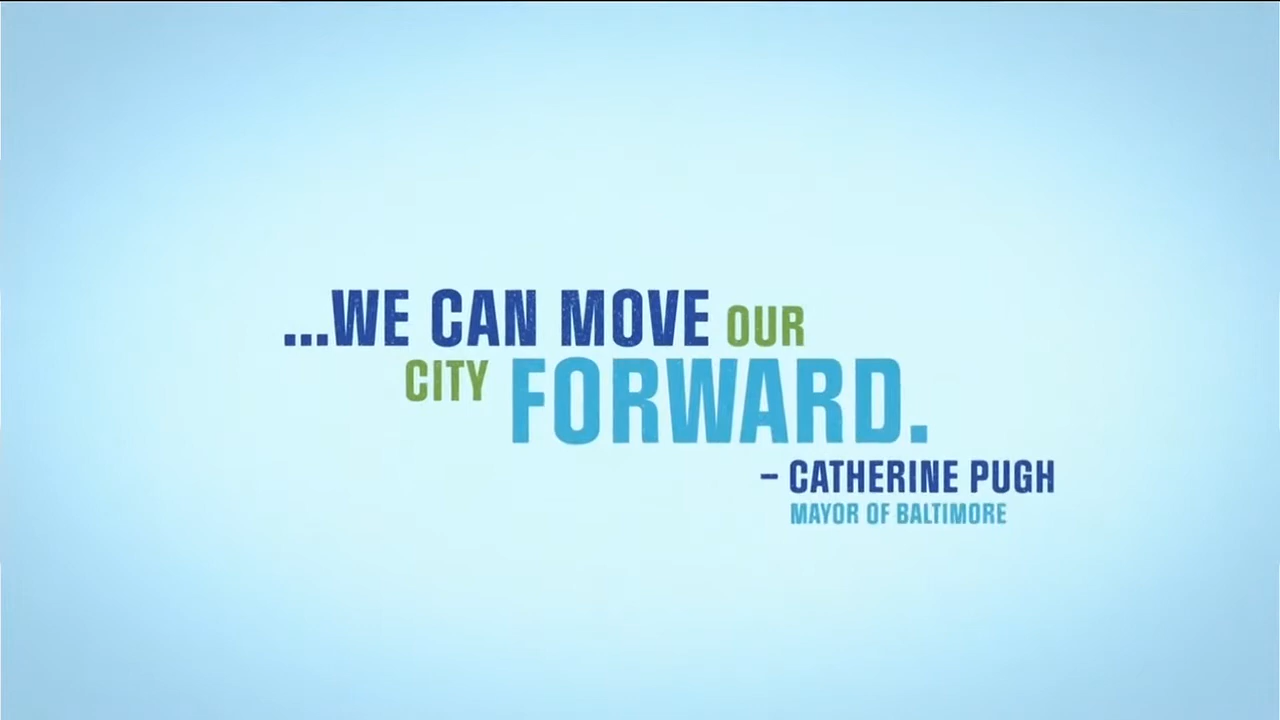 ...WE CAN MOVE OUR
CITY FORWARD.
– CATHERINE PUGH
MAYOR OF BALTIMORE